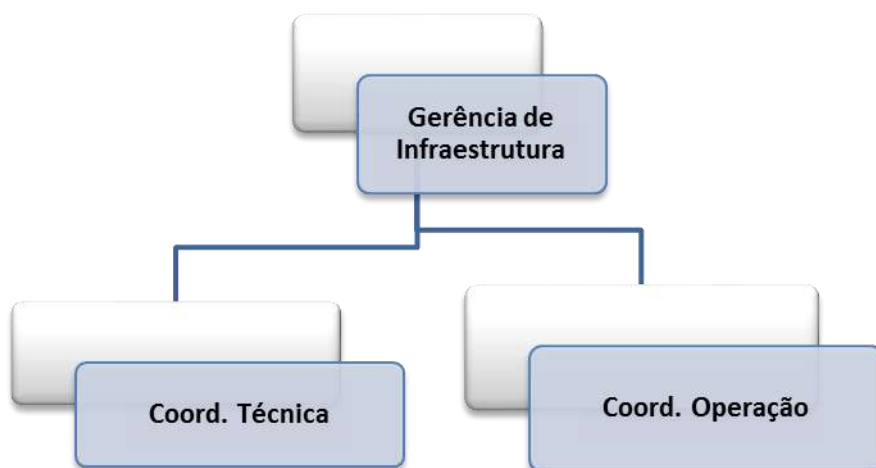 Gerência de
Infraestrutura
Coord. Técnica
Coord. Operação